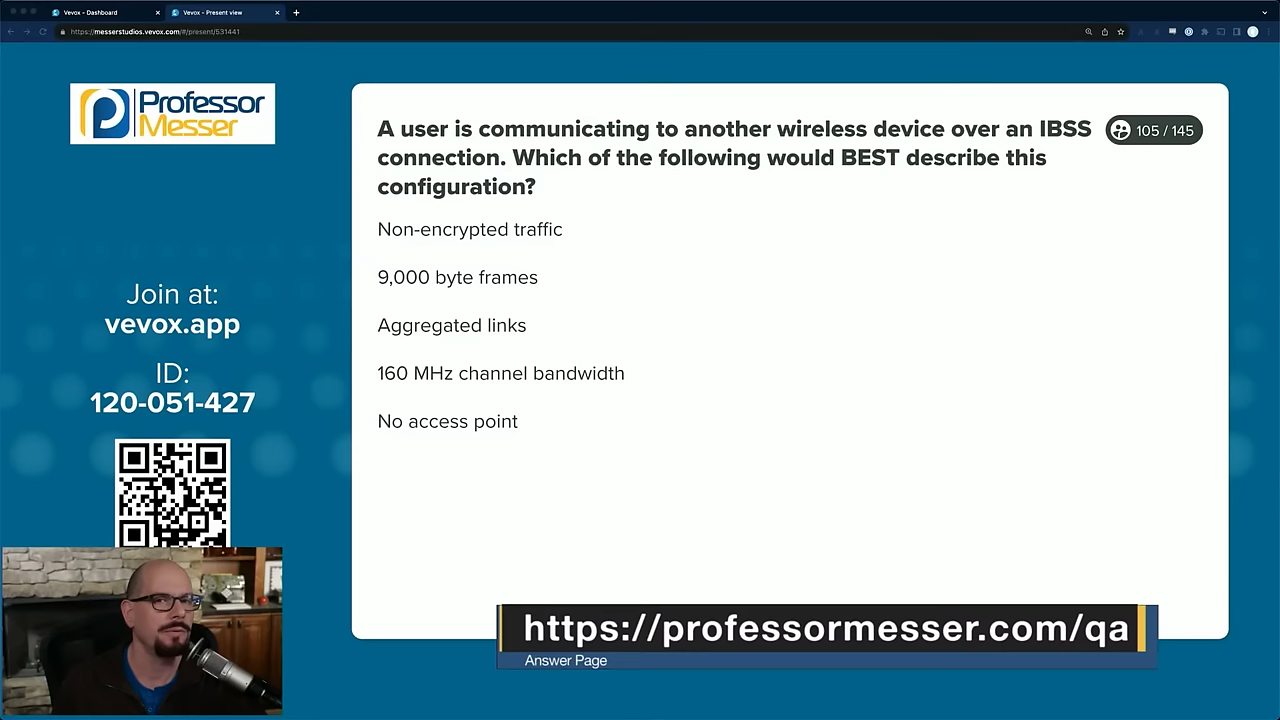 Vevox - Dashboard
Vevox - Present view
https://messerstudios.vevox.com/#/present/531441
Professor
Messer
Join at:
vevox.app
ID:
120-051-427
A user is communicating to another wireless device over an IBSS
connection. Which of the following would BEST describe this
configuration?
105 / 145
Non-encrypted traffic
9,000 byte frames
Aggregated links
160 MHz channel bandwidth
No access point
https://professormesser.com/qa
Answer Page